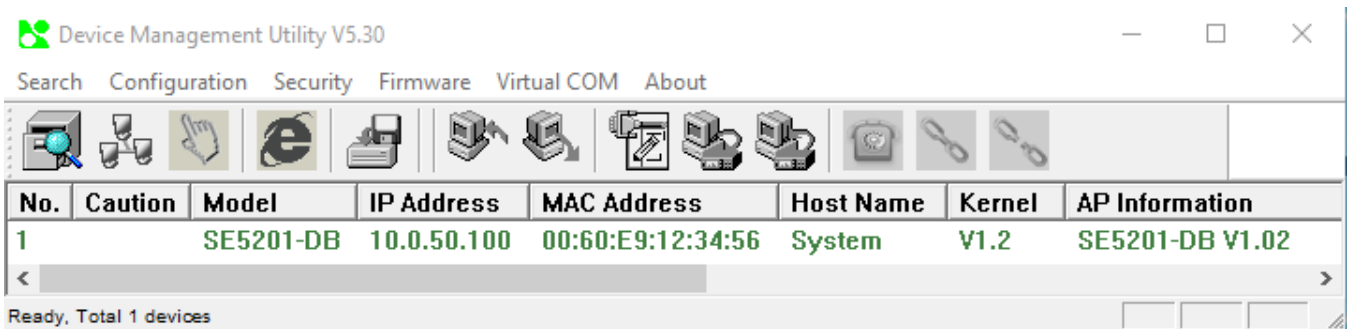 Device Management Utility V5.30
Search Configuration Security Firmware Virtual COM About
No. Caution Model IP Address MAC Address Host Name Kernel AP Information
1 SE5201-DB 10.0.50.100 00:60:E9:12:34:56 System V1.2 SE5201-DB V1.02
Ready, Total 1 devices